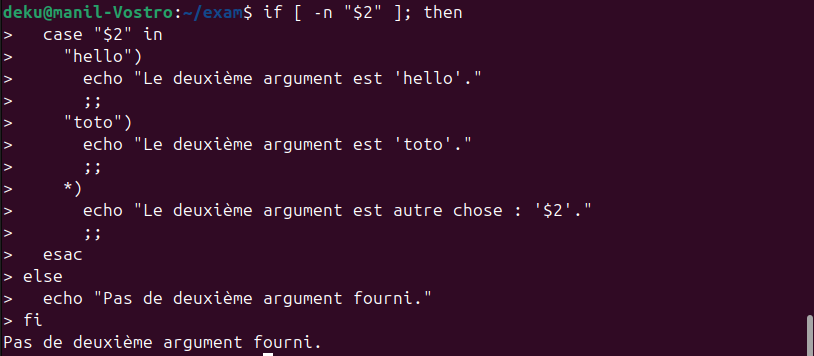 deku@manil-Vostro:~/exam$ if [ -n "$2" ]; then
>   case "$2" in
>     "hello")
>       echo "Le deuxième argument est 'hello'."
>       ;;
>     "toto")
>       echo "Le deuxième argument est 'toto'."
>       ;;
>     *)
>       echo "Le deuxième argument est autre chose : '$2'."
>       ;;
>   esac
> else
>   echo "Pas de deuxième argument fourni."
> fi
Pas de deuxième argument fourni.